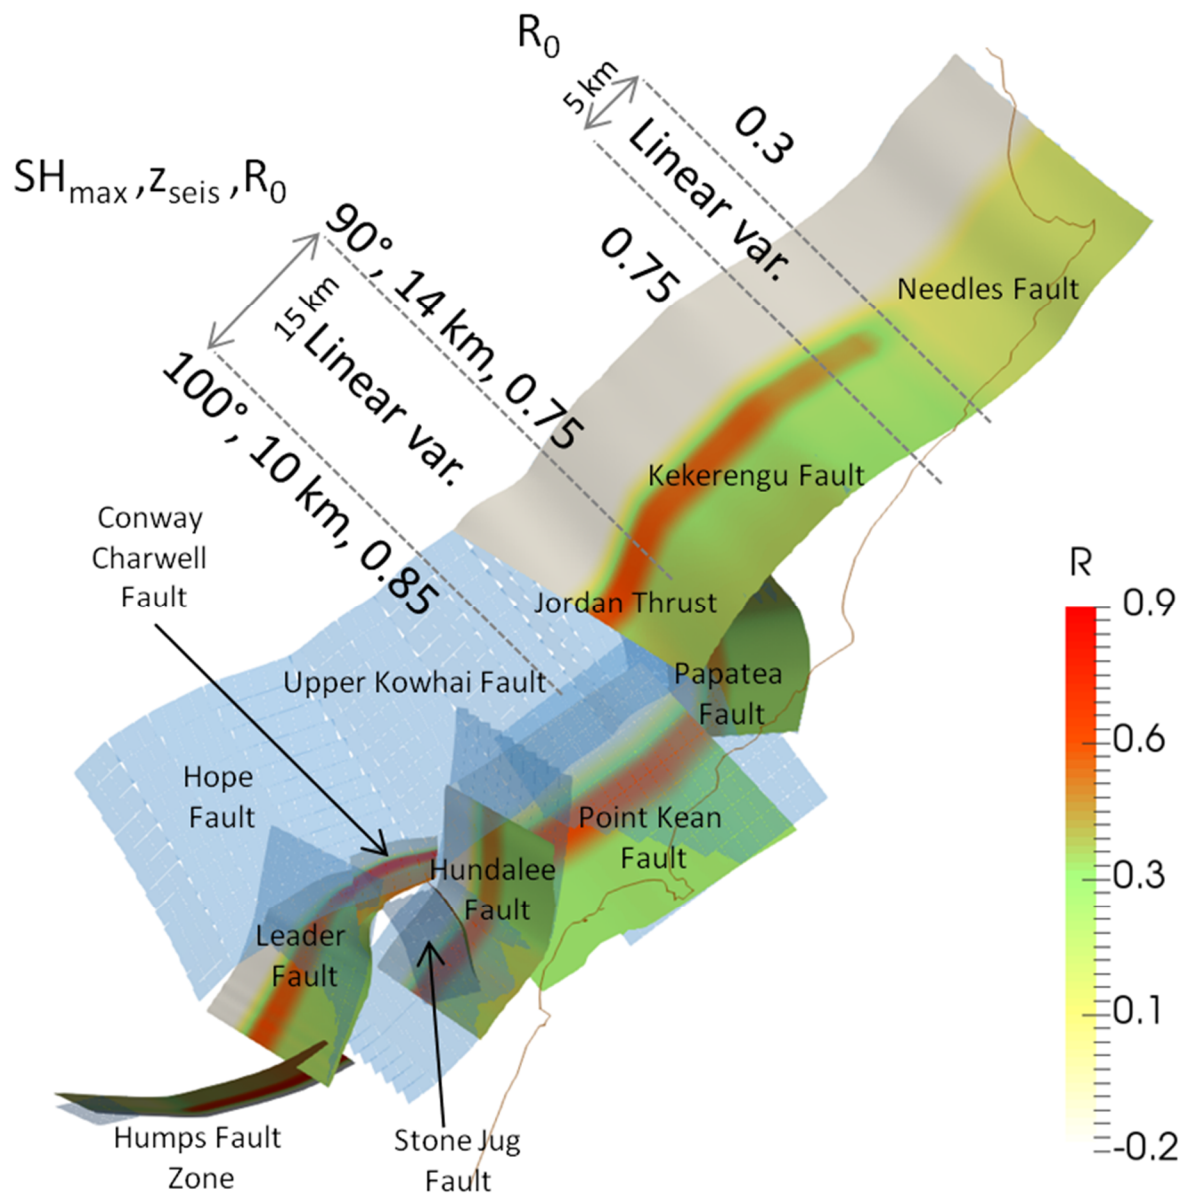 R0
5 km
0.3
Linear var.
0.75
SHmax ,zseis ,R0
90°, 14 km, 0.75
15 km
Linear var.
100°, 10 km, 0.85
Needles Fault
Kekerengu Fault
Conway
Charwell
Fault
Jordan Thrust
Upper Kowhai Fault
Papatea
Fault
Hope
Fault
Point Kean
Fault
Hundalee
Fault
Leader
Fault
Humps Fault
Zone
Stone Jug
Fault
R
0.9
0.6
0.3
0.1
-0.2